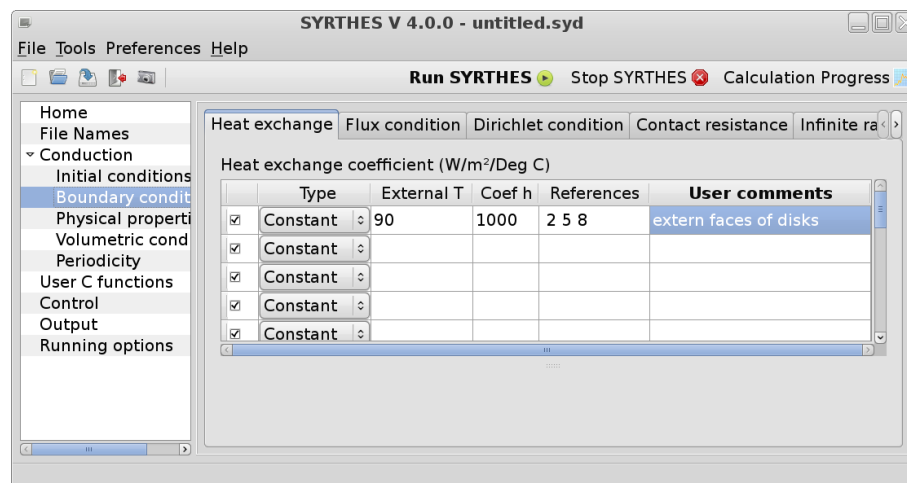 SYRTHES V 4.0.0 - untitled.syd
File Tools Preferences Help
Run SYRTHES Stop SYRTHES Calculation Progress
Home
File Names
Conduction
Initial conditions
Boundary condit
Physical properti
Volumetric cond
Periodicity
User C functions
Control
Output
Running options
Heat exchange Flux condition Dirichlet condition Contact resistance Infinite ra
Heat exchange coefficient (W/m²/Deg C)
Type External T Coef h References User comments
Constant 90 1000 2 5 8 extern faces of disks
Constant
Constant
Constant
Constant